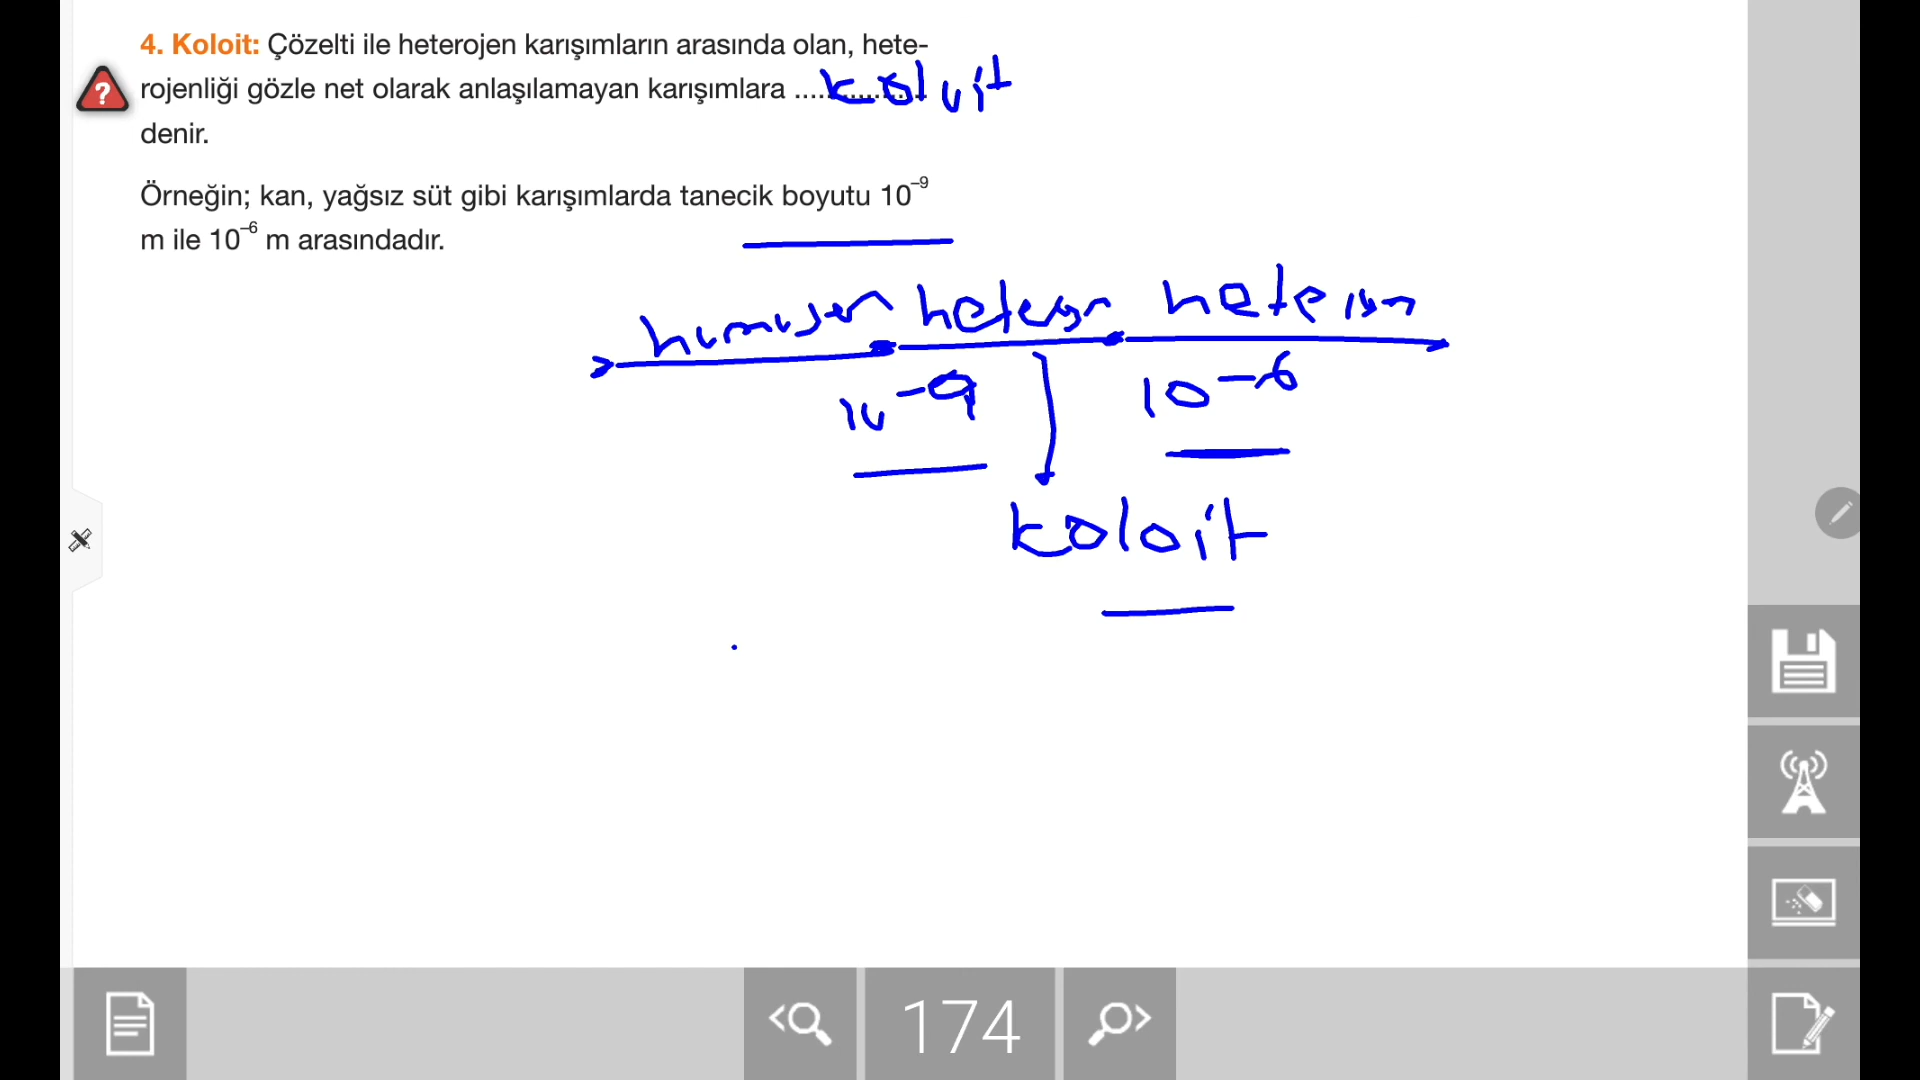 4. Koloit: Çözelti ile heterojen karışımların arasında olan, hete-
rojenliği gözle net olarak anlaşılamayan karışımlara .................. koloit
denir.
Örneğin; kan, yağsız süt gibi karışımlarda tanecik boyutu 10⁻⁹
m ile 10⁻⁶ m arasındadır.
homojen heterojen heterojen
10⁻⁹ 10⁻⁶
koloit
174